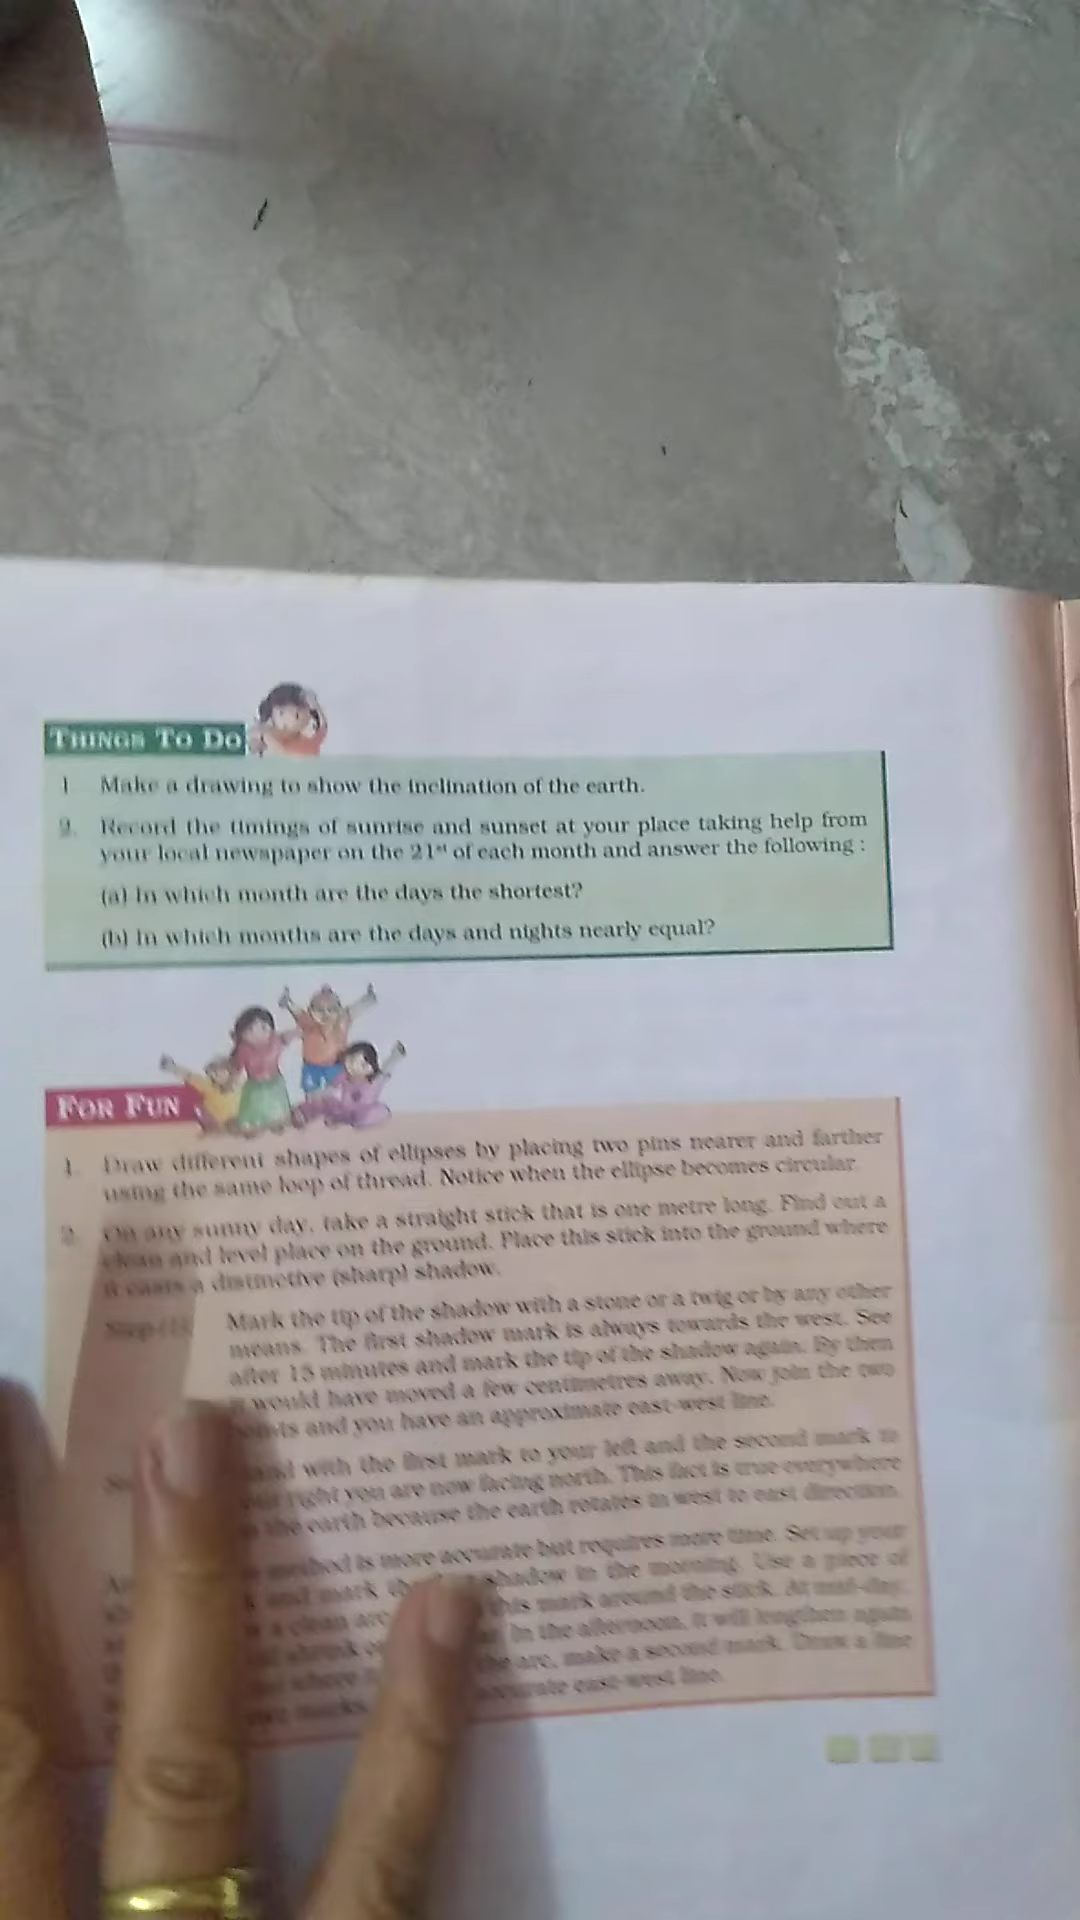 THINGS TO DO
1. Make a drawing to show the inclination of the earth.
2. Record the timings of sunrise and sunset at your place taking help from
your local newspaper on the 21st of each month and answer the following :
(a) In which month are the days the shortest?
(b) In which months are the days and nights nearly equal?
FOR FUN
1. Draw different shapes of ellipses by placing two pins nearer and farther
using the same loop of thread. Notice when the ellipse becomes circular.
2. On any sunny day, take a straight stick that is one metre long. Find out a
clean and level place on the ground. Place this stick into the ground where
it casts a distinctive (sharp) shadow.
Step (1) Mark the tip of the shadow with a stone or a twig or by any other
means. The first shadow mark is always towards the west. See
after 15 minutes and mark the tip of the shadow again. By then
it would have moved a few centimetres away. Now join the two
points and you have an approximate east-west line.
with the first mark to your left and the second mark to
right you are now facing north. This fact is true everywhere
the earth because the earth rotates in west to east direction.
method is more accurate but requires more time. Set up your
and mark the shadow in the morning. Use a piece of
a clean arc this mark around the stick. At mid-day,
shrink In the afternoon, it will lengthen again
where the arc, make a second mark. Draw a line
marks accurate east-west line.